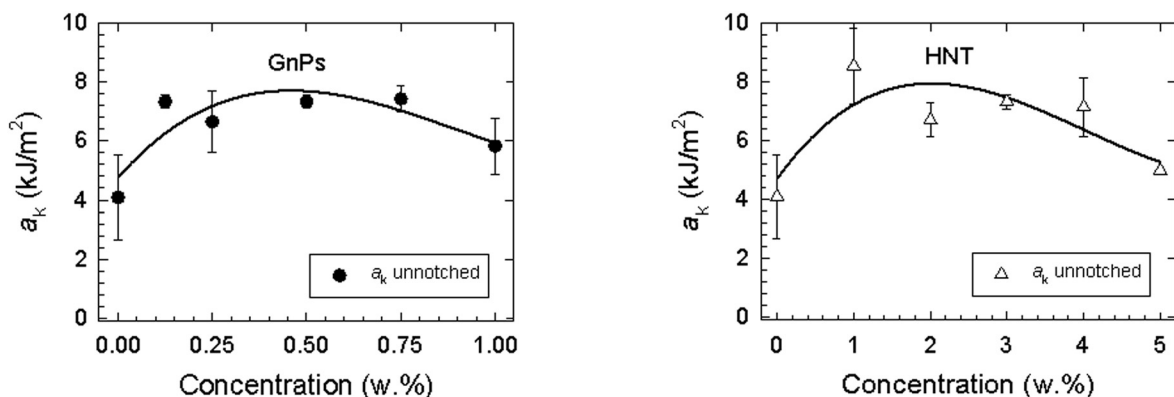 10
8
6
4
2
0
a_k (kJ/m²)
GnPs
a_k unnotched
0.00 0.25 0.50 0.75 1.00
Concentration (w.%)
10
8
6
4
2
0
a_k (kJ/m²)
HNT
a_k unnotched
0 1 2 3 4 5
Concentration (w.%)